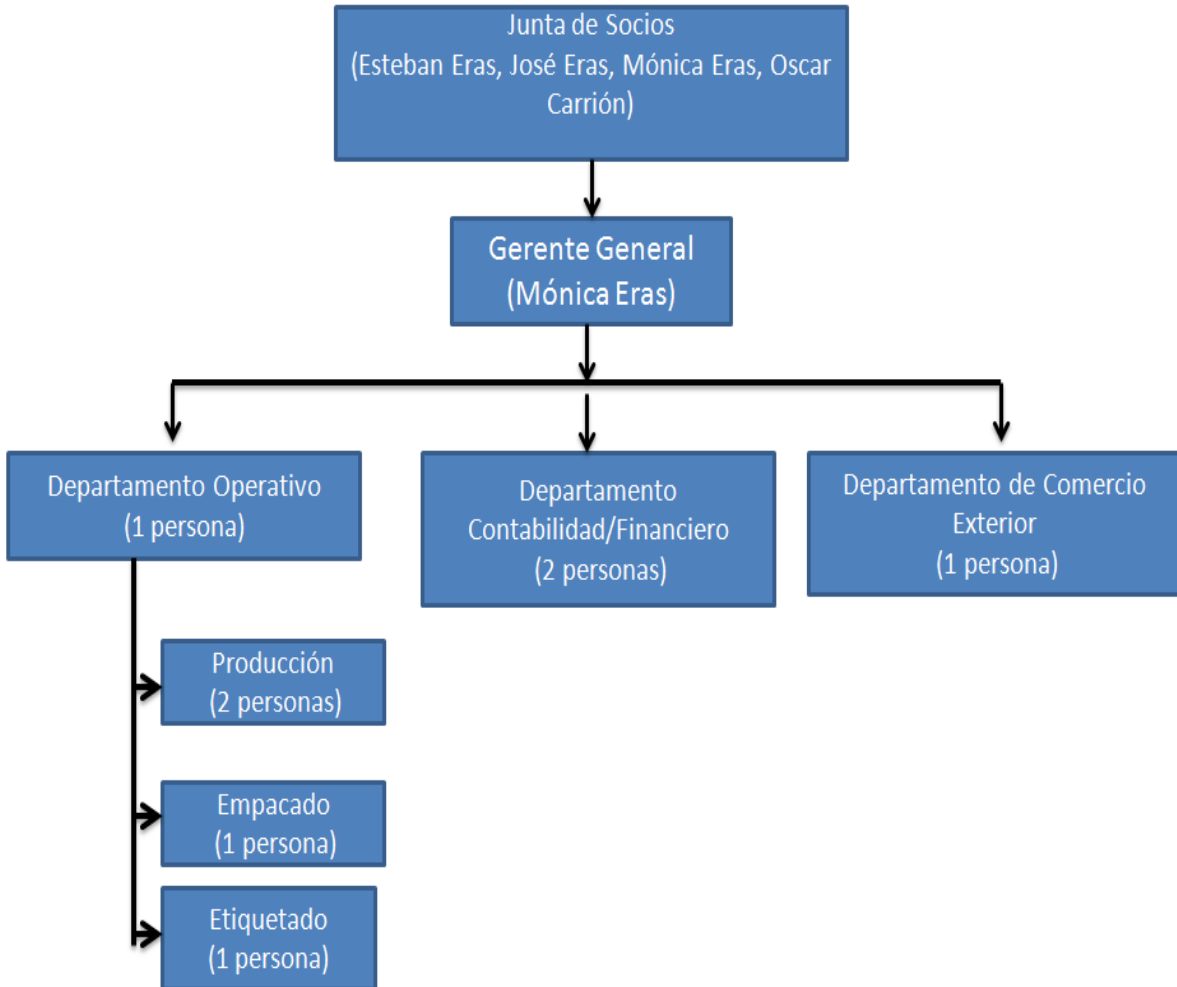 Junta de Socios
(Esteban Eras, José Eras, Mónica Eras, Oscar
Carrión)
Gerente General
(Mónica Eras)
Departamento Operativo
(1 persona)
Departamento
Contabilidad/Financiero
(2 personas)
Departamento de Comercio
Exterior
(1 persona)
Producción
(2 personas)
Empacado
(1 persona)
Etiquetado
(1 persona)